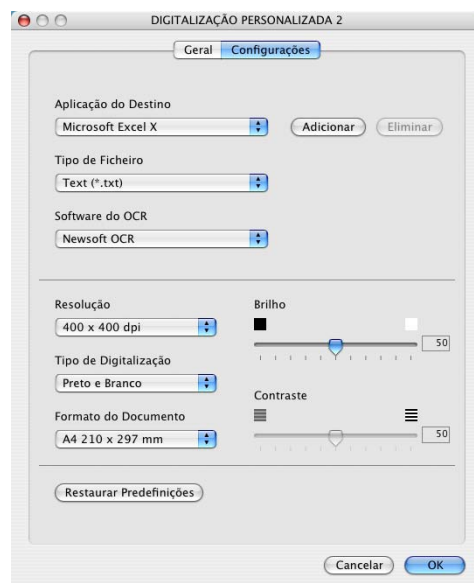 DIGITALIZAÇÃO PERSONALIZADA 2
Geral Configurações
Aplicação do Destino
Microsoft Excel X Adicionar Eliminar
Tipo de Ficheiro
Text (*.txt)
Software do OCR
Newsoft OCR
Resolução Brilho
400 x 400 dpi 50
Tipo de Digitalização
Preto e Branco
Contraste
Formato do Documento
A4 210 x 297 mm 50
Restaurar Predefinições
Cancelar OK